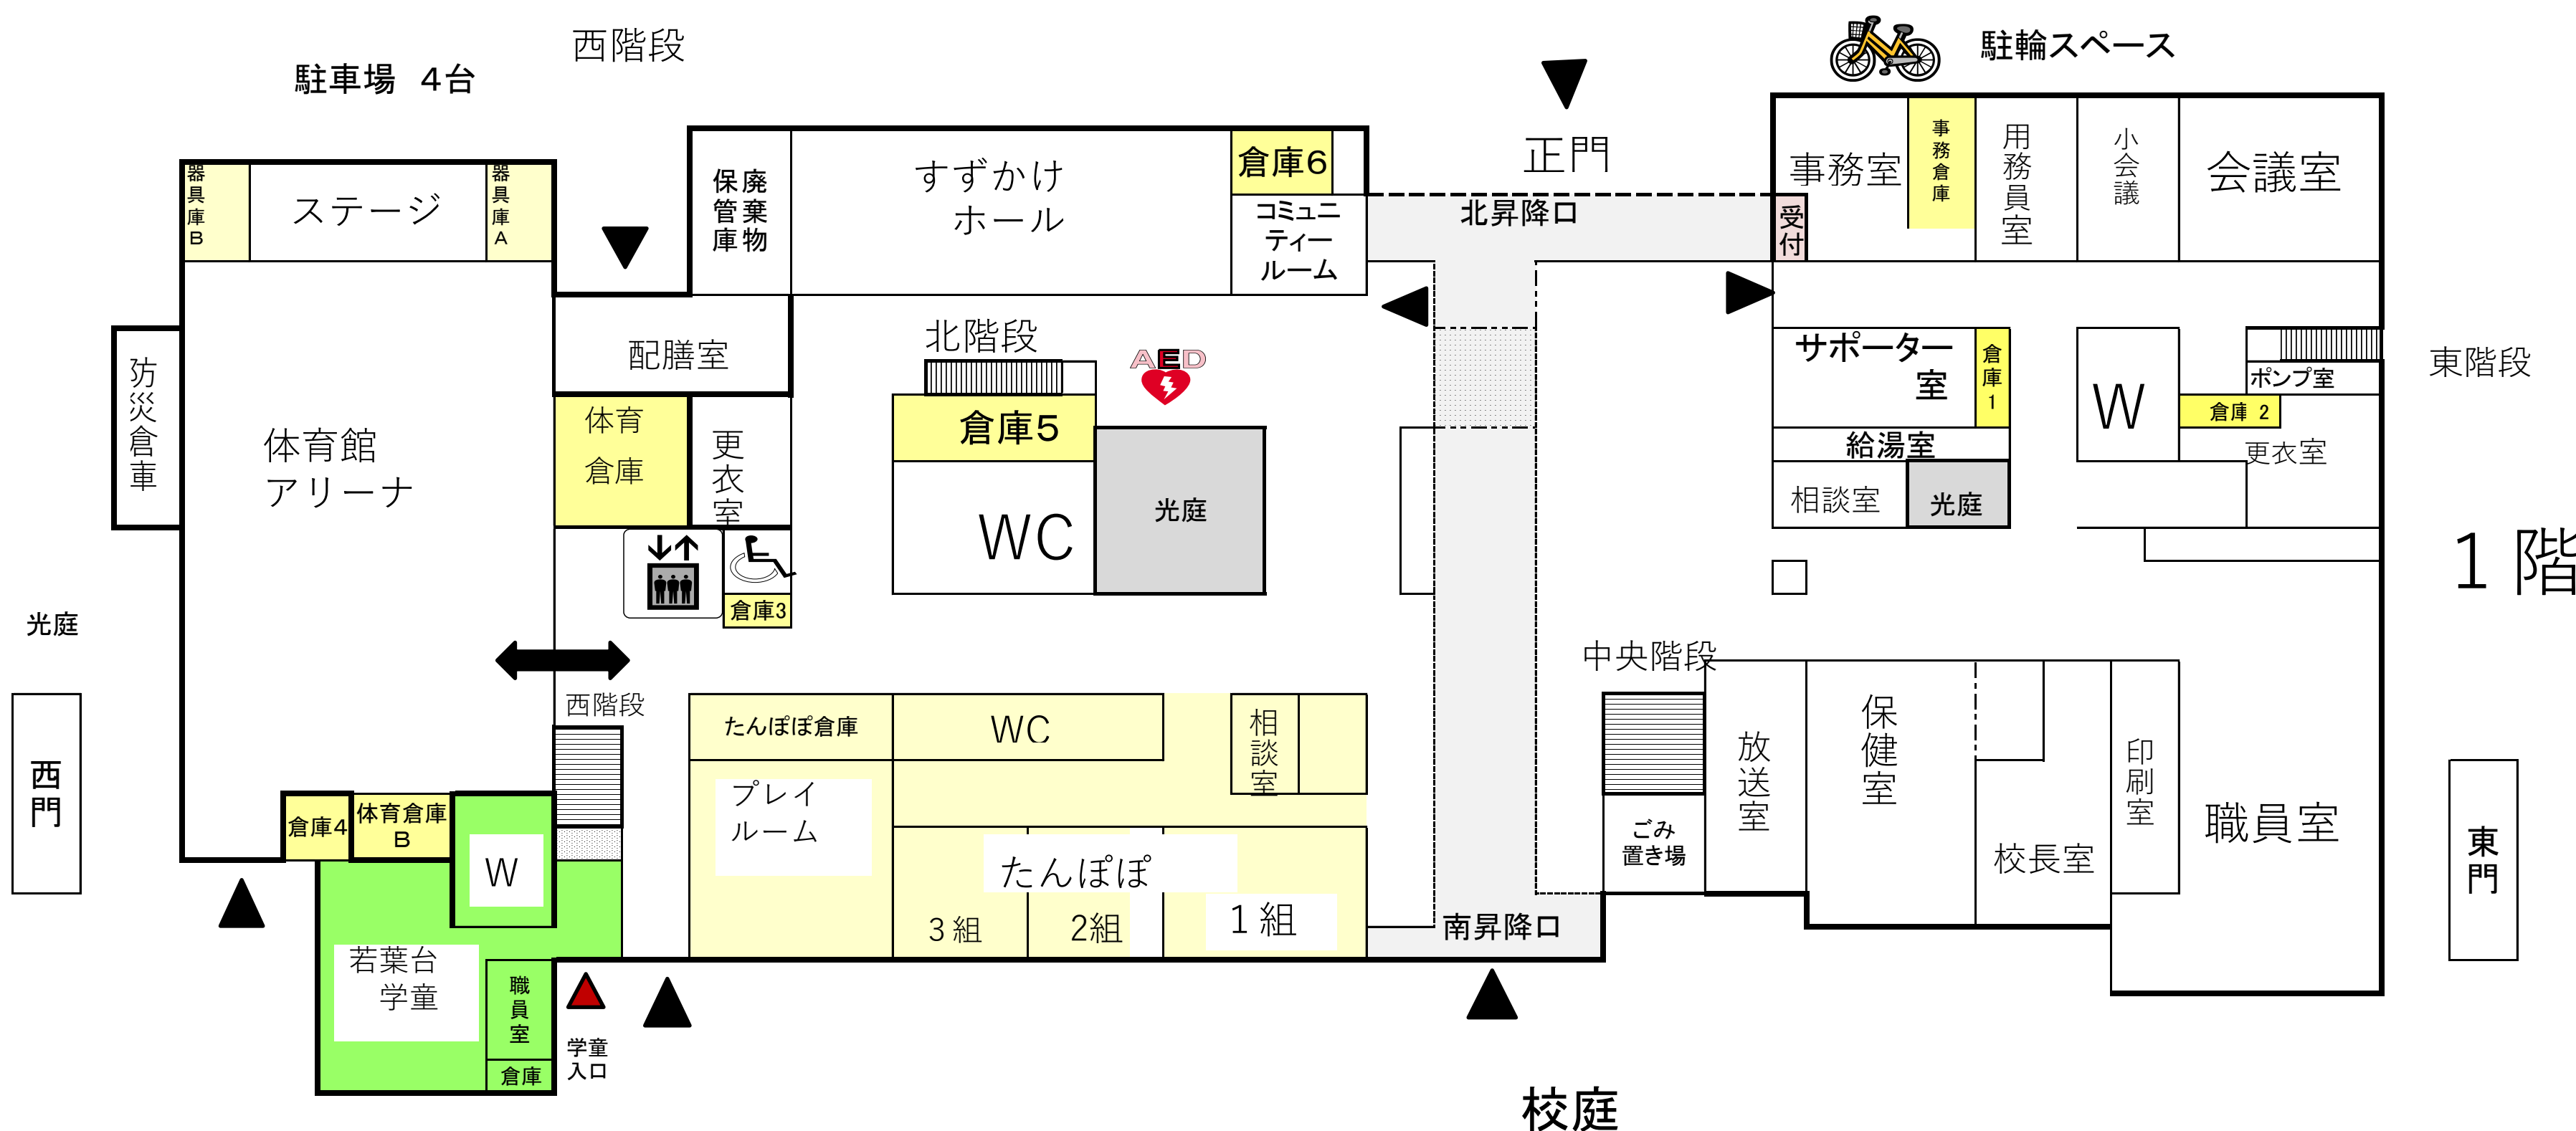 西階段
駐車場 4台
駐輪スペース
正門
器具庫B
ステージ
器具庫A
廃棄物
保管庫
すずかけ
ホール
倉庫6
コミュニ
ティー
ルーム
北昇降口
受付
事務室
事務倉庫
用務員室
小会議
会議室
防災倉庫
体育館
アリーナ
配膳室
体育
倉庫
更衣室
北階段
AED
倉庫5
WC
光庭
サポーター
室
倉庫1
給湯室
相談室
光庭
W
ポンプ室
倉庫 2
更衣室
東階段
1階
倉庫3
光庭
西門
西階段
たんぽぽ倉庫
WC
相談室
プレイ
ルーム
たんぽぽ
3組
2組
1組
中央階段
ごみ
置き場
放送室
保健室
校長室
印刷室
職員室
東門
倉庫4
体育倉庫
B
W
若葉台
学童
職員室
倉庫
学童
入口
南昇降口
校庭